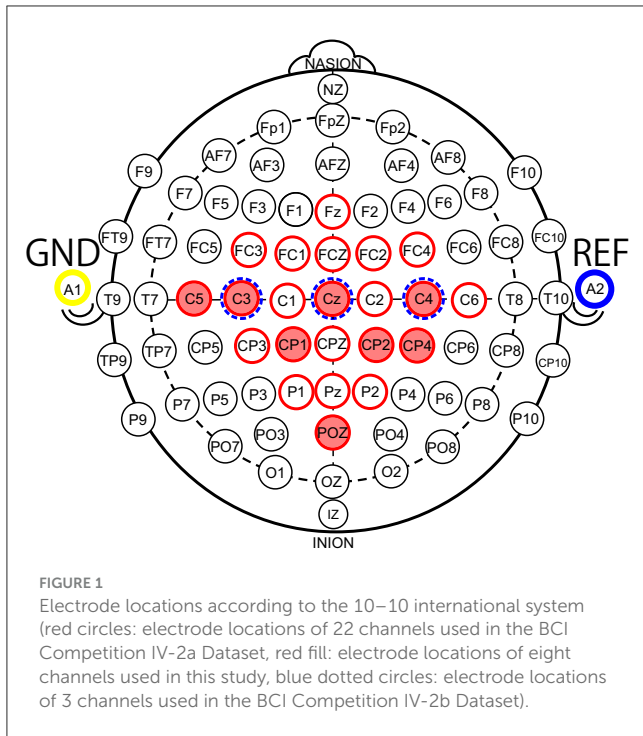 NASION
NZ
Fp1 FpZ Fp2
AF7 AF3 AFZ AF4 AF8
F9 F7 F5 F3 F1 Fz F2 F4 F6 F8 F10
FT9 FT7 FC5 FC3 FC1 FCZ FC2 FC4 FC6 FC8 FC10
GND REF
A1 T9 T7 C5 C3 C1 Cz C2 C4 C6 T8 T10 A2
TP9 TP7 CP5 CP3 CP1 CPZ CP2 CP4 CP6 CP8 CP10
P9 P7 P5 P3 P1 Pz P2 P4 P6 P8 P10
PO7 PO3 POZ PO4 PO8
O1 OZ O2
IZ
INION
FIGURE 1
Electrode locations according to the 10–10 international system
(red circles: electrode locations of 22 channels used in the BCI
Competition IV-2a Dataset, red fill: electrode locations of eight
channels used in this study, blue dotted circles: electrode locations
of 3 channels used in the BCI Competition IV-2b Dataset).